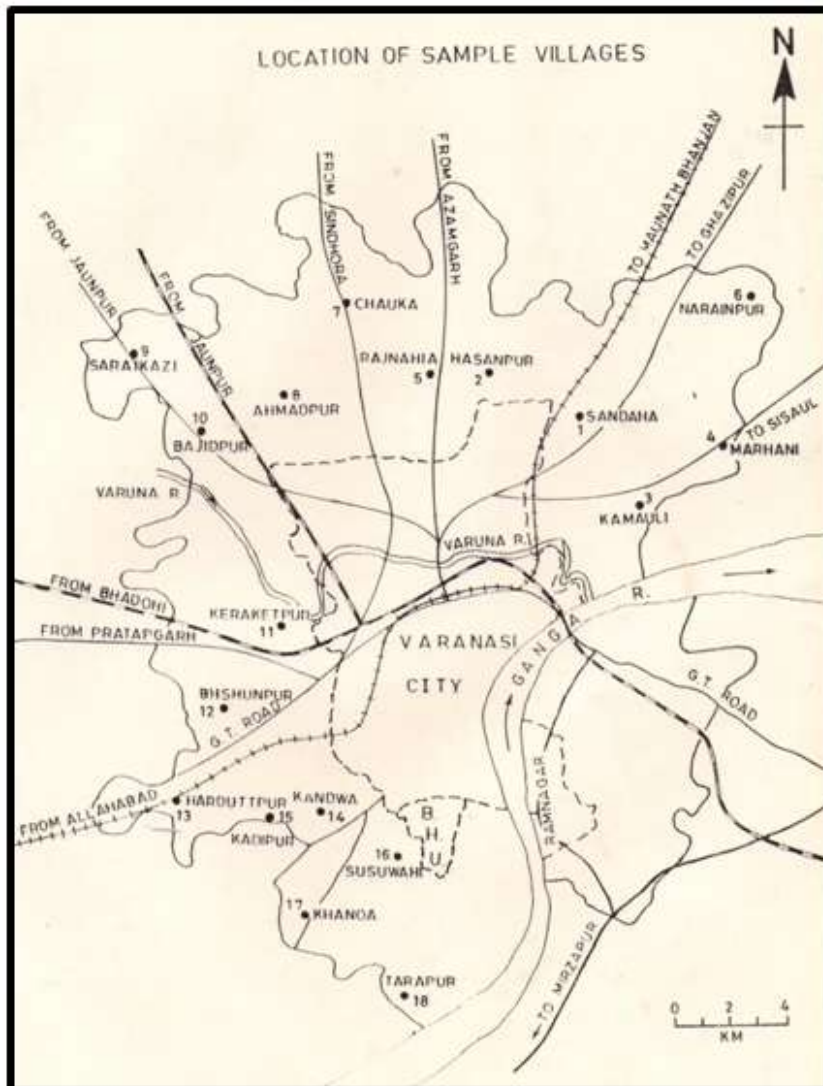 LOCATION OF SAMPLE VILLAGES
N
FROM SINDHORA
FROM AZAMGARH
TO MAUNATH BHANJAN
TO GHAZIPUR
FROM JAUNPUR
FROM JAUNPUR
6
NARAINPUR
7
CHAUKA
9
SARAIKAZI
RAJNAHIA
5
HASANPUR
2
8
AHMADPUR
10
BAJIDPUR
1
SANDAHA
TO SISAUL
4
MARHANI
VARUNA R.
3
KAMAULI
VARUNA R.
FROM BHADOHI
KERAKETPUR
11
FROM PRATAPGARH
VARANASI
CITY
GANGA R.
G.T. ROAD
BHSHUNPUR
12
G.T. ROAD
RAMNAGAR
FROM ALLAHABAD
HARDUTTPUR
13
KANDWA
14
15
KADIPUR
B
H
U
16
SUSUWAHI
17
KHANOA
TARAPUR
18
TO MIRZAPUR
0 2 4
KM